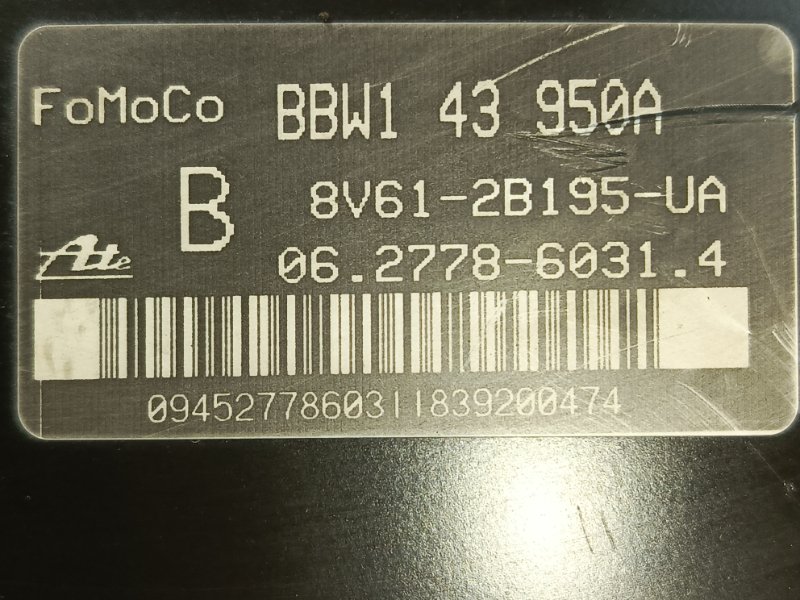 FoMoCo BBW1 43 950A
B 8V61-2B195-UA
Ate 06.2778-6031.4
09452778603||839200474